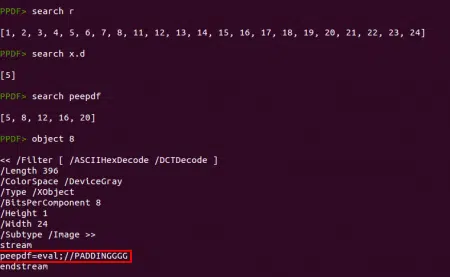 PPDF> search r
[1, 2, 3, 4, 5, 6, 7, 8, 11, 12, 13, 14, 15, 16, 17, 18, 19, 20, 21, 22, 23, 24]
PPDF> search x.d
[5]
PPDF> search peepdf
[5, 8, 12, 16, 20]
PPDF> object 8
<< /Filter [ /ASCIIHexDecode /DCTDecode ]
/Length 396
/ColorSpace /DeviceGray
/Type /XObject
/BitsPerComponent 8
/Height 1
/Width 24
/Subtype /Image >>
stream
peepdf=eval;//PADDINGGGG
endstream